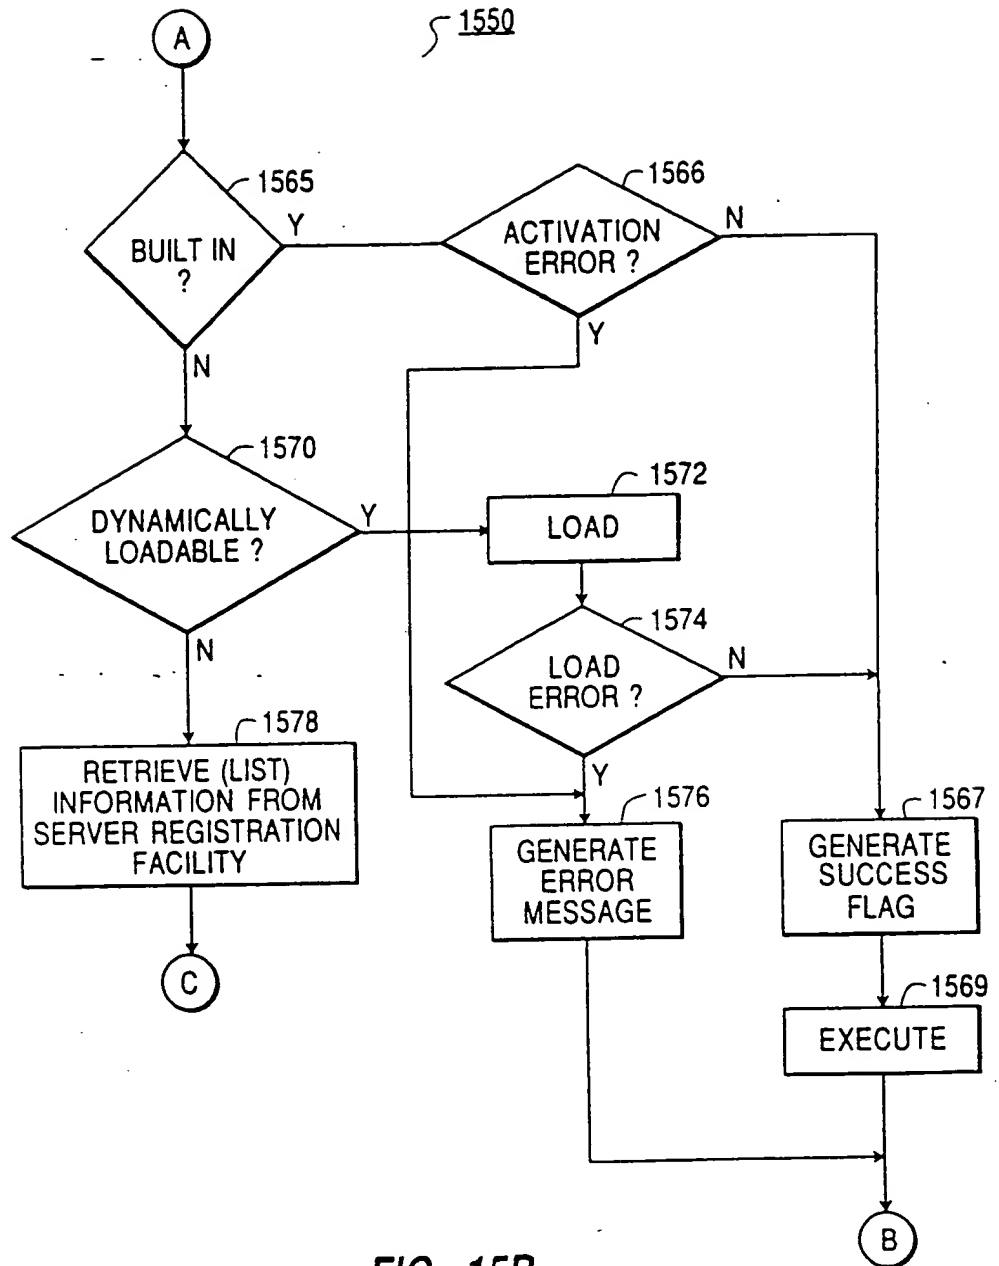 A
1550
1565
BUILT IN
?
Y
N
1566
ACTIVATION
ERROR ?
N
Y
1570
DYNAMICALLY
LOADABLE ?
Y
N
1572
LOAD
1574
LOAD
ERROR ?
N
Y
1578
RETRIEVE (LIST)
INFORMATION FROM
SERVER REGISTRATION
FACILITY
C
1576
GENERATE
ERROR
MESSAGE
1567
GENERATE
SUCCESS
FLAG
1569
EXECUTE
B